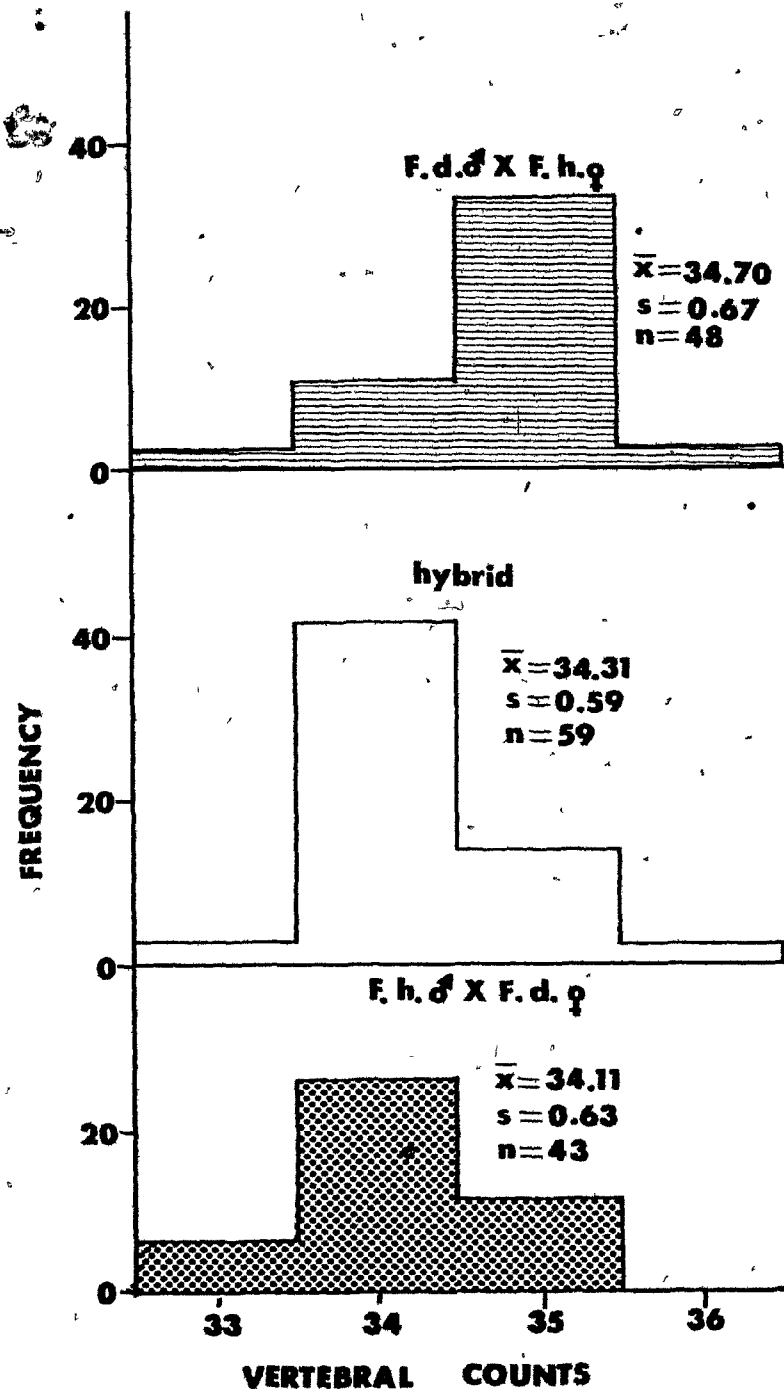 40
F.d.♂ X F.h.♀
x̄=34.70
s=0.67
n=48
20
0
hybrid
40
x̄=34.31
s=0.59
n=59
20
0
FREQUENCY
F.h.♂ X F.d.♀
x̄=34.11
s=0.63
n=43
20
0
33 34 35 36
VERTEBRAL COUNTS